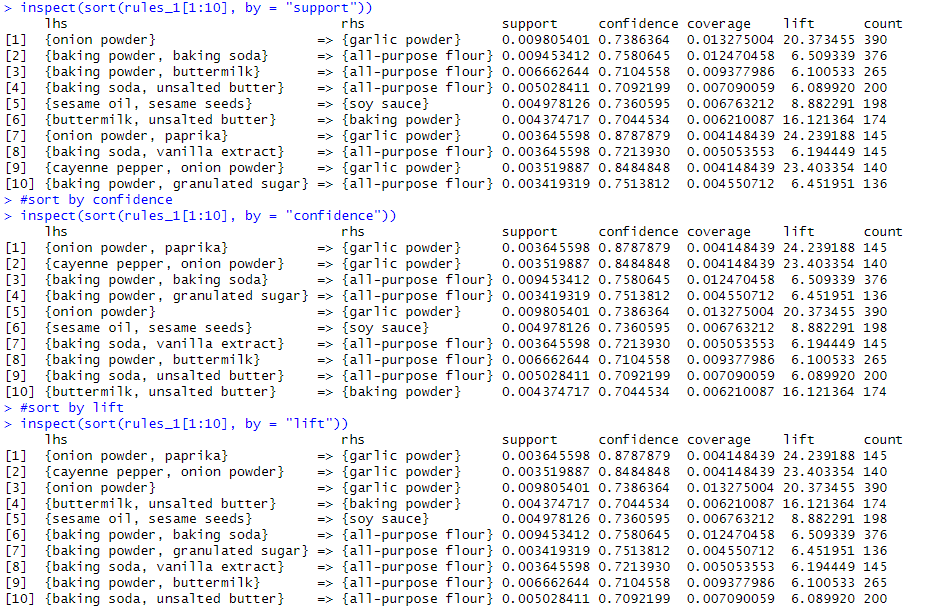 > inspect(sort(rules_1[1:10], by = "support"))
lhs rhs support confidence coverage lift count
[1] {onion powder} => {garlic powder} 0.009805401 0.7386364 0.013275004 20.373455 390
[2] {baking powder, baking soda} => {all-purpose flour} 0.009453412 0.7580645 0.012470458 6.509339 376
[3] {baking powder, buttermilk} => {all-purpose flour} 0.006662644 0.7104558 0.009377986 6.100533 265
[4] {baking soda, unsalted butter} => {all-purpose flour} 0.005028411 0.7092199 0.007090059 6.089920 200
[5] {sesame oil, sesame seeds} => {soy sauce} 0.004978126 0.7360595 0.006763212 8.882291 198
[6] {buttermilk, unsalted butter} => {baking powder} 0.004374717 0.7044534 0.006210087 16.121364 174
[7] {onion powder, paprika} => {garlic powder} 0.003645598 0.8787879 0.004148439 24.239188 145
[8] {baking soda, vanilla extract} => {all-purpose flour} 0.003645598 0.7213930 0.005053553 6.194449 145
[9] {cayenne pepper, onion powder} => {garlic powder} 0.003519887 0.8484848 0.004148439 23.403354 140
[10] {baking powder, granulated sugar} => {all-purpose flour} 0.003419319 0.7513812 0.004550712 6.451951 136
> #sort by confidence
> inspect(sort(rules_1[1:10], by = "confidence"))
lhs rhs support confidence coverage lift count
[1] {onion powder, paprika} => {garlic powder} 0.003645598 0.8787879 0.004148439 24.239188 145
[2] {cayenne pepper, onion powder} => {garlic powder} 0.003519887 0.8484848 0.004148439 23.403354 140
[3] {baking powder, baking soda} => {all-purpose flour} 0.009453412 0.7580645 0.012470458 6.509339 376
[4] {baking powder, granulated sugar} => {all-purpose flour} 0.003419319 0.7513812 0.004550712 6.451951 136
[5] {onion powder} => {garlic powder} 0.009805401 0.7386364 0.013275004 20.373455 390
[6] {sesame oil, sesame seeds} => {soy sauce} 0.004978126 0.7360595 0.006763212 8.882291 198
[7] {baking soda, vanilla extract} => {all-purpose flour} 0.003645598 0.7213930 0.005053553 6.194449 145
[8] {baking powder, buttermilk} => {all-purpose flour} 0.006662644 0.7104558 0.009377986 6.100533 265
[9] {baking soda, unsalted butter} => {all-purpose flour} 0.005028411 0.7092199 0.007090059 6.089920 200
[10] {buttermilk, unsalted butter} => {baking powder} 0.004374717 0.7044534 0.006210087 16.121364 174
> #sort by lift
> inspect(sort(rules_1[1:10], by = "lift"))
lhs rhs support confidence coverage lift count
[1] {onion powder, paprika} => {garlic powder} 0.003645598 0.8787879 0.004148439 24.239188 145
[2] {cayenne pepper, onion powder} => {garlic powder} 0.003519887 0.8484848 0.004148439 23.403354 140
[3] {onion powder} => {garlic powder} 0.009805401 0.7386364 0.013275004 20.373455 390
[4] {buttermilk, unsalted butter} => {baking powder} 0.004374717 0.7044534 0.006210087 16.121364 174
[5] {sesame oil, sesame seeds} => {soy sauce} 0.004978126 0.7360595 0.006763212 8.882291 198
[6] {baking powder, baking soda} => {all-purpose flour} 0.009453412 0.7580645 0.012470458 6.509339 376
[7] {baking powder, granulated sugar} => {all-purpose flour} 0.003419319 0.7513812 0.004550712 6.451951 136
[8] {baking soda, vanilla extract} => {all-purpose flour} 0.003645598 0.7213930 0.005053553 6.194449 145
[9] {baking powder, buttermilk} => {all-purpose flour} 0.006662644 0.7104558 0.009377986 6.100533 265
[10] {baking soda, unsalted butter} => {all-purpose flour} 0.005028411 0.7092199 0.007090059 6.089920 200